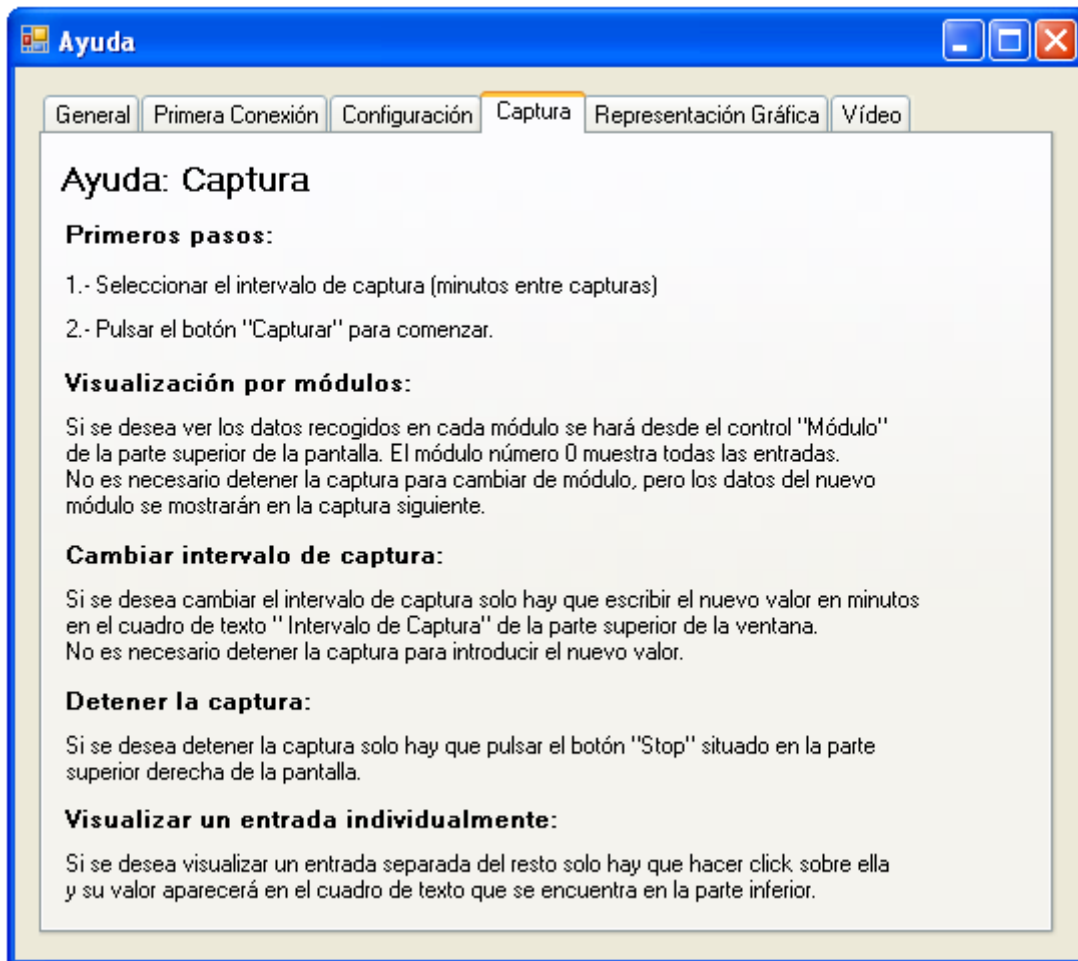 Ayuda
General Primera Conexión Configuración Captura Representación Gráfica Vídeo
Ayuda: Captura
Primeros pasos:
1.- Seleccionar el intervalo de captura (minutos entre capturas)
2.- Pulsar el botón "Capturar" para comenzar.
Visualización por módulos:
Si se desea ver los datos recogidos en cada módulo se hará desde el control "Módulo"
de la parte superior de la pantalla. El módulo número 0 muestra todas las entradas.
No es necesario detener la captura para cambiar de módulo, pero los datos del nuevo
módulo se mostrarán en la captura siguiente.
Cambiar intervalo de captura:
Si se desea cambiar el intervalo de captura solo hay que escribir el nuevo valor en minutos
en el cuadro de texto " Intervalo de Captura" de la parte superior de la ventana.
No es necesario detener la captura para introducir el nuevo valor.
Detener la captura:
Si se desea detener la captura solo hay que pulsar el botón "Stop" situado en la parte
superior derecha de la pantalla.
Visualizar un entrada individualmente:
Si se desea visualizar un entrada separada del resto solo hay que hacer click sobre ella
y su valor aparecerá en el cuadro de texto que se encuentra en la parte inferior.